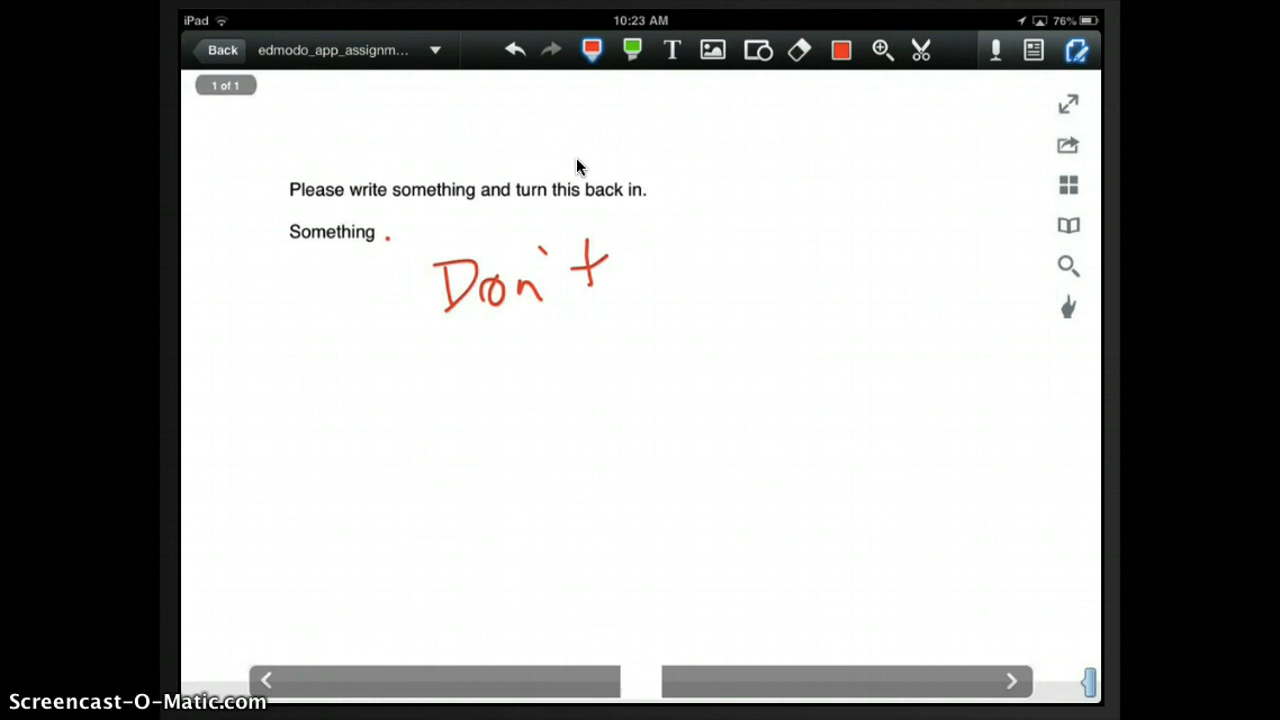 iPad 10:23 AM 76%
Back edmodo_app_assignm... T
1 of 1
Please write something and turn this back in.
Something .
Don't
Screencast-O-Matic.com